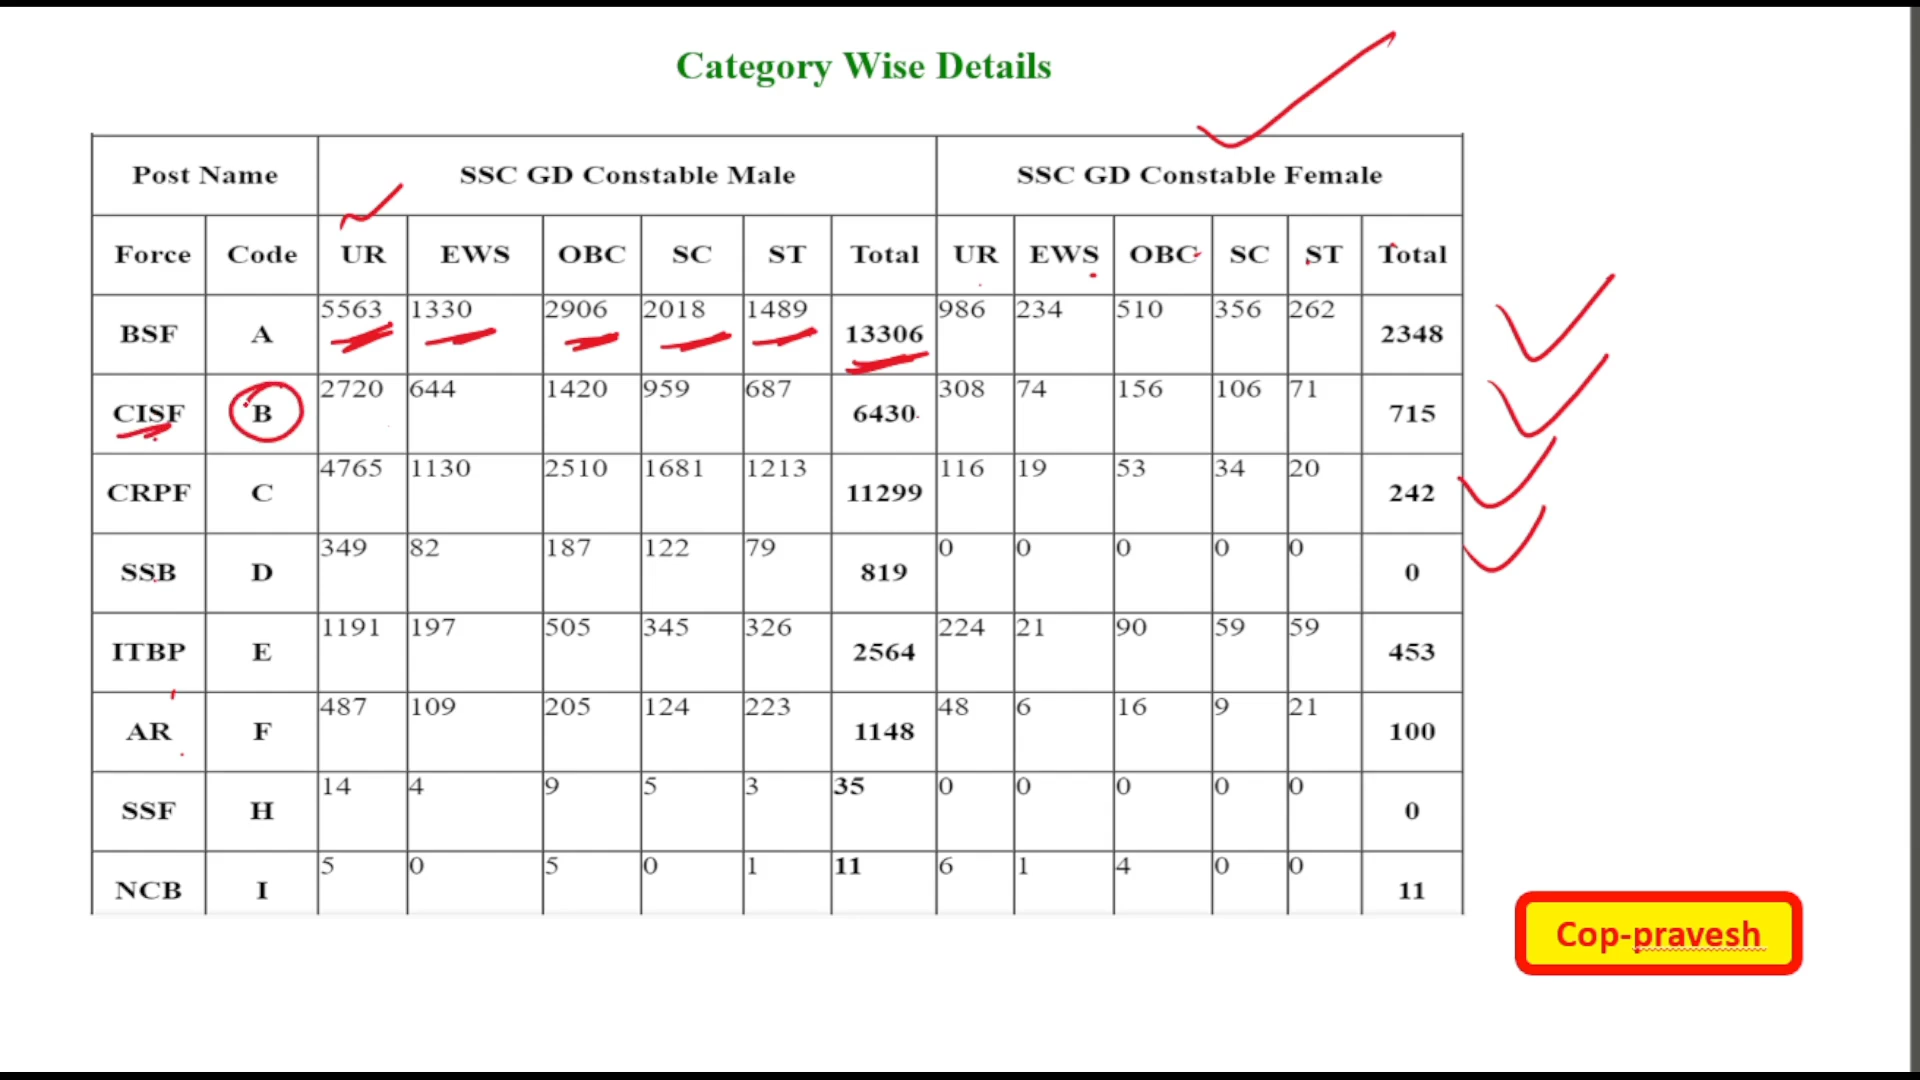 Category Wise Details
Post Name SSC GD Constable Male SSC GD Constable Female
Force Code UR EWS OBC SC ST Total UR EWS OBC SC ST Total
BSF A 5563 1330 2906 2018 1489 13306 986 234 510 356 262 2348
CISF B 2720 644 1420 959 687 6430 308 74 156 106 71 715
CRPF C 4765 1130 2510 1681 1213 11299 116 19 53 34 20 242
SSB D 349 82 187 122 79 819 0 0 0 0 0 0
ITBP E 1191 197 505 345 326 2564 224 21 90 59 59 453
AR F 487 109 205 124 223 1148 48 6 16 9 21 100
SSF H 14 4 9 5 3 35 0 0 0 0 0 0
NCB I 5 0 5 0 1 11 6 1 4 0 0 11
Cop-pravesh